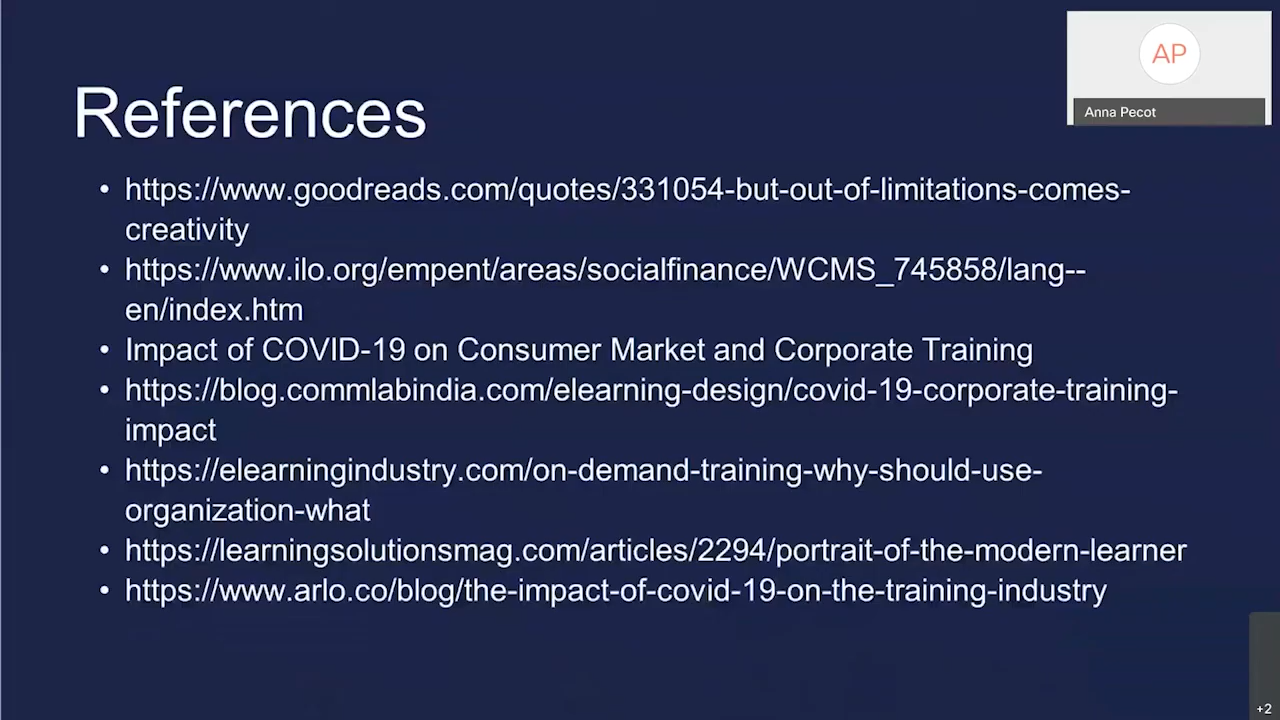 AP
Anna Pecot
References
• https://www.goodreads.com/quotes/331054-but-out-of-limitations-comes-
creativity
• https://www.ilo.org/empent/areas/socialfinance/WCMS_745858/lang--
en/index.htm
• Impact of COVID-19 on Consumer Market and Corporate Training
• https://blog.commlabindia.com/elearning-design/covid-19-corporate-training-
impact
• https://elearningindustry.com/on-demand-training-why-should-use-
organization-what
• https://learningsolutionsmag.com/articles/2294/portrait-of-the-modern-learner
• https://www.arlo.co/blog/the-impact-of-covid-19-on-the-training-industry
+2